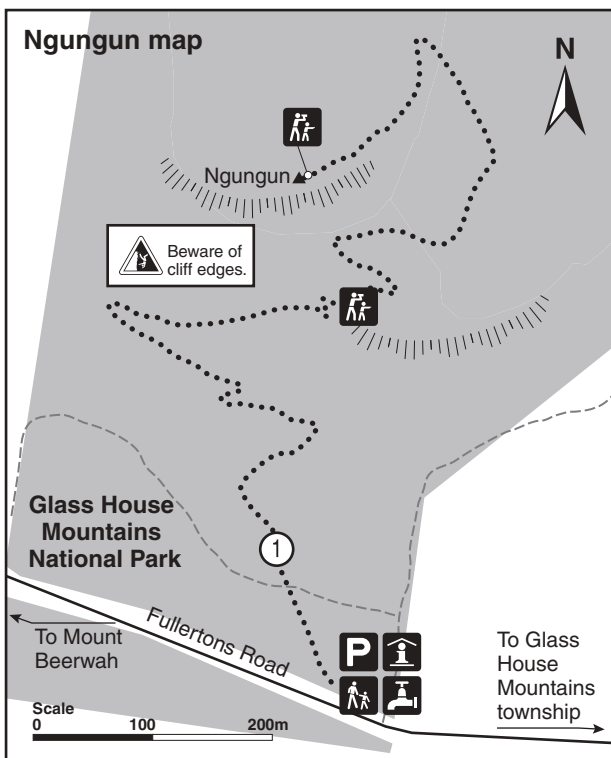 Ngungun map
N
Ngungun
Beware of
cliff edges.
Glass House
Mountains
National Park
1
Fullertons Road
P
i
To Mount
Beerwah
To Glass
House
Mountains
township
Scale
0 100 200m